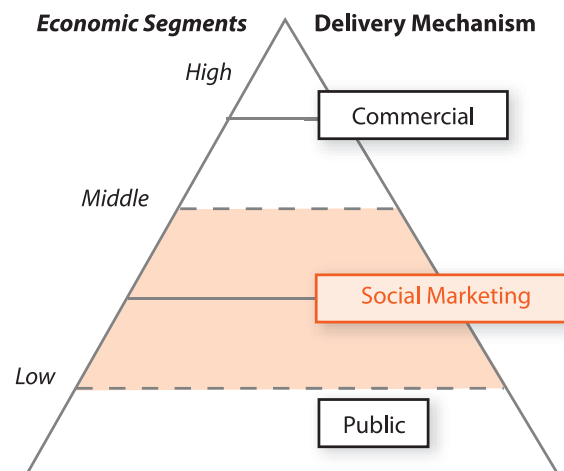 Economic Segments
Delivery Mechanism
High
Commercial
Middle
Social Marketing
Low
Public